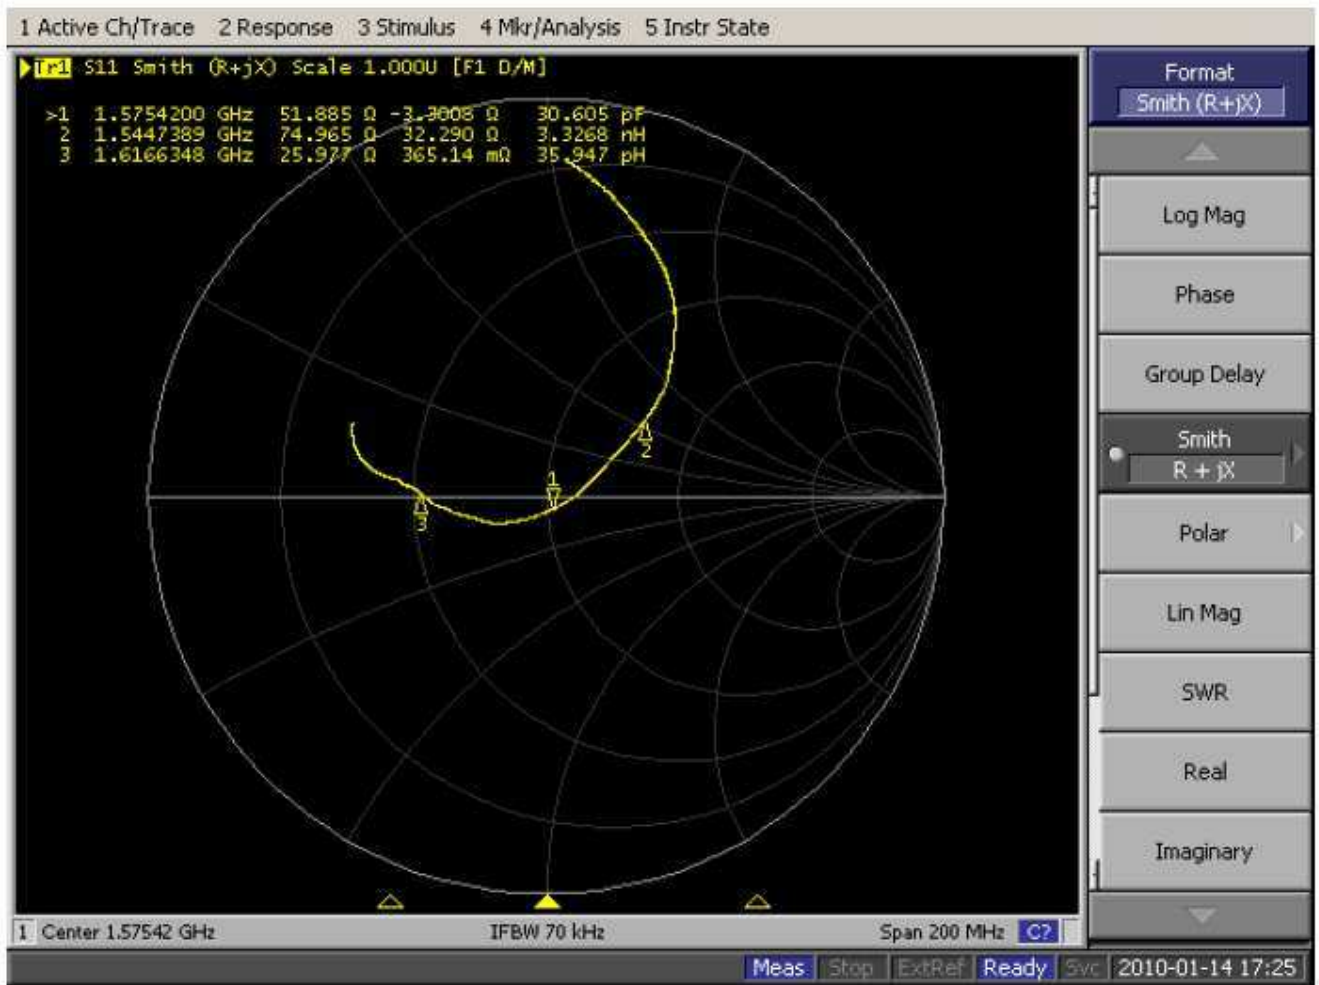 1 Active Ch/Trace 2 Response 3 Stimulus 4 Mkr/Analysis 5 Instr State
Tr1 S11 Smith (R+jX) Scale 1.000U [F1 D/M]
>1 1.5754200 GHz 51.885 Ω -3.3008 Ω 30.605 pF
2 1.5447389 GHz 74.965 Ω 32.290 Ω 3.3268 nH
3 1.6166348 GHz 25.977 Ω 365.14 mΩ 35.947 pH
1
2
3
Format
Smith (R+jX)
Log Mag
Phase
Group Delay
Smith
R + jX
Polar
Lin Mag
SWR
Real
Imaginary
1 Center 1.57542 GHz IFBW 70 kHz Span 200 MHz C?
Meas Stop ExtRef Ready Svc 2010-01-14 17:25